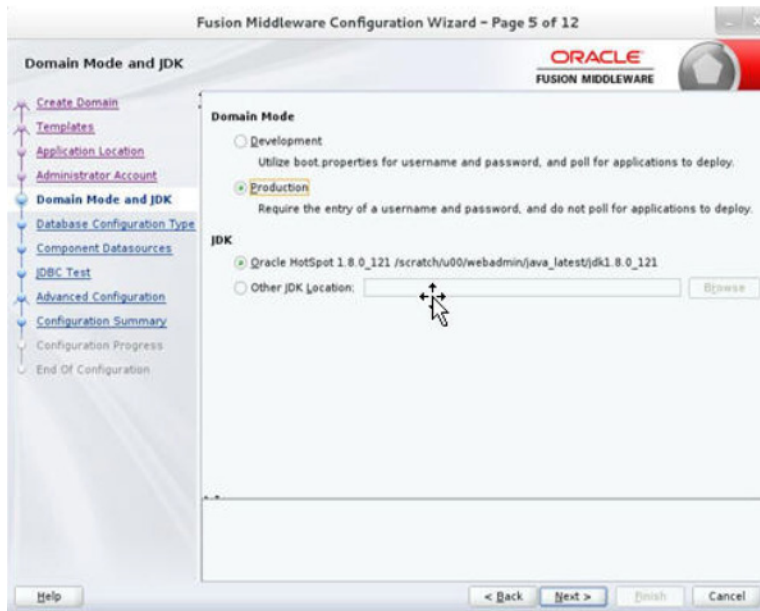 Fusion Middleware Configuration Wizard - Page 5 of 12
Domain Mode and JDK
ORACLE
FUSION MIDDLEWARE
Create Domain
Templates
Application Location
Administrator Account
Domain Mode and JDK
Database Configuration Type
Component Datasources
JDBC Test
Advanced Configuration
Configuration Summary
Configuration Progress
End Of Configuration
Domain Mode
Development
Utilize boot.properties for username and password, and poll for applications to deploy.
Production
Require the entry of a username and password, and do not poll for applications to deploy.
JDK
Oracle HotSpot 1.8.0_121 /scratch/u00/webadmin/java_latest/jdk1.8.0_121
Other JDK Location:
Browse
Help
< Back
Next >
Finish
Cancel